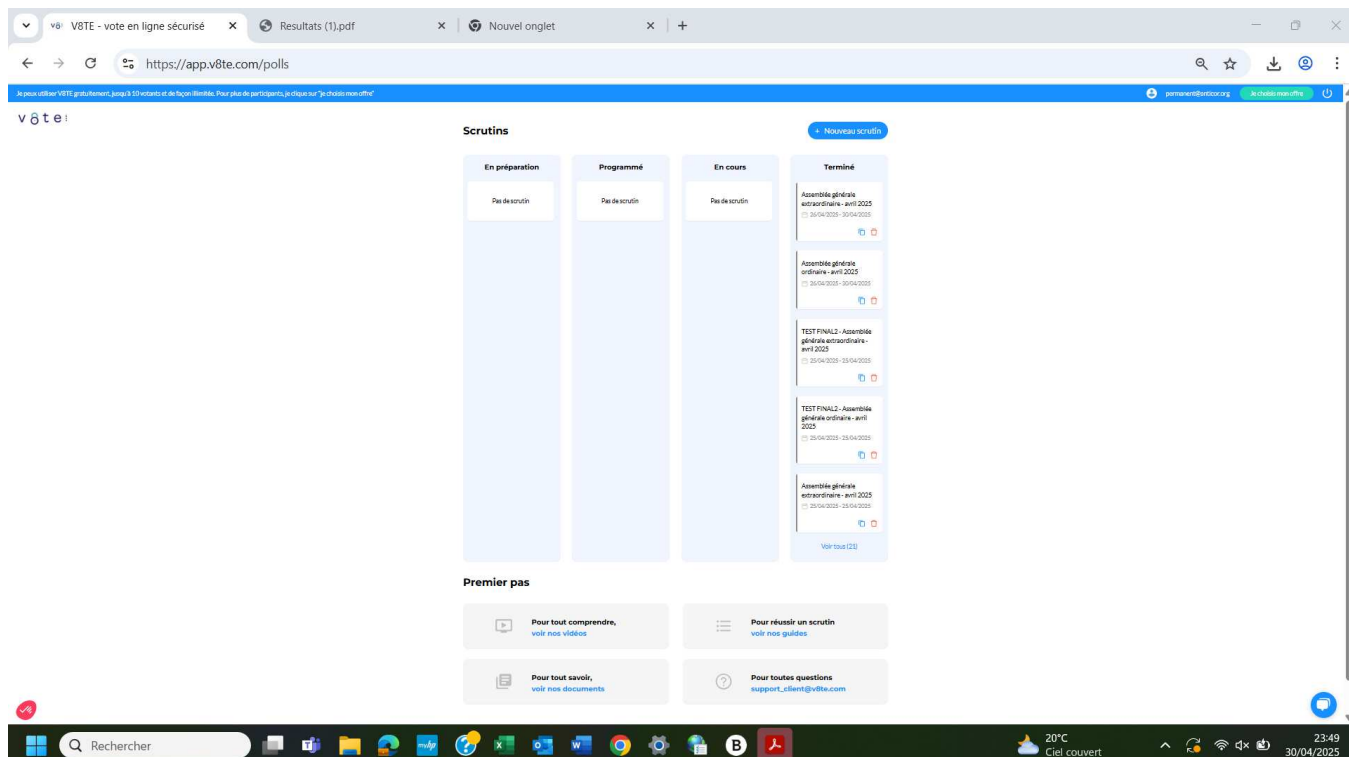 V8TE - vote en ligne sécurisé
Resultats (1).pdf
Nouvel onglet
https://app.v8te.com/polls
Je peux utiliser V8TE gratuitement, jusqu'à 10 votants et de façon illimitée. Pour plus de participants, je clique sur "je choisis mon offre"
permanent@anticor.org
Je choisis mon offre
v8te
Scrutins
+ Nouveau scrutin
En préparation
Programmé
En cours
Terminé
Pas de scrutin
Pas de scrutin
Pas de scrutin
Assemblée générale
extraordinaire - avril 2025
26/04/2025 - 30/04/2025
Assemblée générale
ordinaire - avril 2025
26/04/2025 - 30/04/2025
TEST FINAL2 - Assemblée
générale extraordinaire -
avril 2025
25/04/2025 - 25/04/2025
TEST FINAL2 - Assemblée
générale ordinaire - avril
2025
25/04/2025 - 25/04/2025
Assemblée générale
extraordinaire - avril 2025
25/04/2025 - 25/04/2025
Voir tous (21)
Premier pas
Pour tout comprendre,
voir nos vidéos
Pour réussir un scrutin
voir nos guides
Pour tout savoir,
voir nos documents
Pour toutes questions
support_client@v8te.com
Rechercher
myhp
20°C
Ciel couvert
23:49
30/04/2025